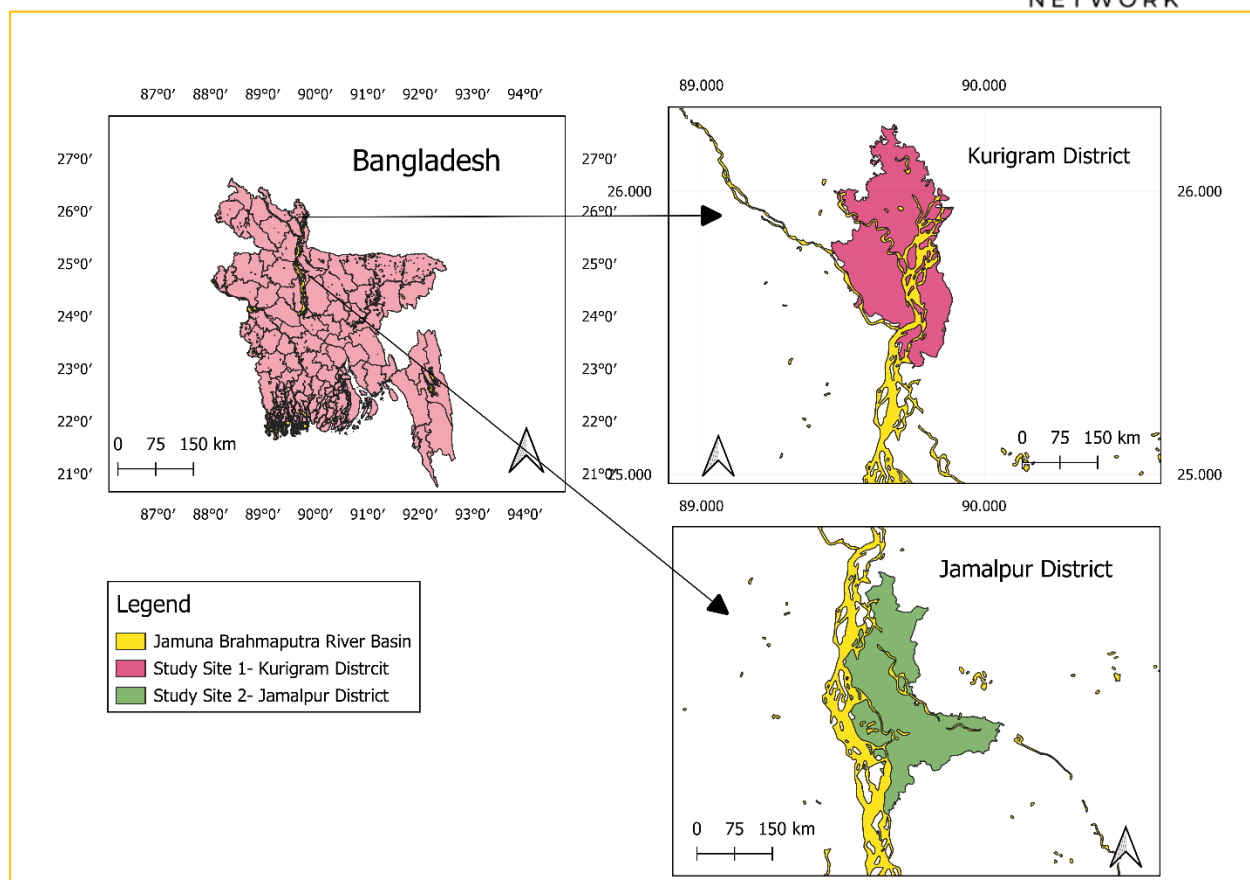 NETWORK
87°0′ 88°0′ 89°0′ 90°0′ 91°0′ 92°0′ 93°0′ 94°0′
Bangladesh
27°0′ 27°0′
26°0′ 26°0′
25°0′ 25°0′
24°0′ 24°0′
23°0′ 23°0′
22°0′ 22°0′
21°0′ 21°0′
0 75 150 km
87°0′ 88°0′ 89°0′ 90°0′ 91°0′ 92°0′ 93°0′ 94°0′
89.000 90.000
Kurigram District
26.000 26.000
0 75 150 km
25.000 25.000
89.000 90.000
Jamalpur District
0 75 150 km
Legend
Jamuna Brahmaputra River Basin
Study Site 1- Kurigram Distrcit
Study Site 2- Jamalpur District